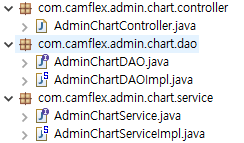 com.camflex.admin.chart.controller
AdminChartController.java
com.camflex.admin.chart.dao
AdminChartDAO.java
AdminChartDAOImpl.java
com.camflex.admin.chart.service
AdminChartService.java
AdminChartServiceImpl.java